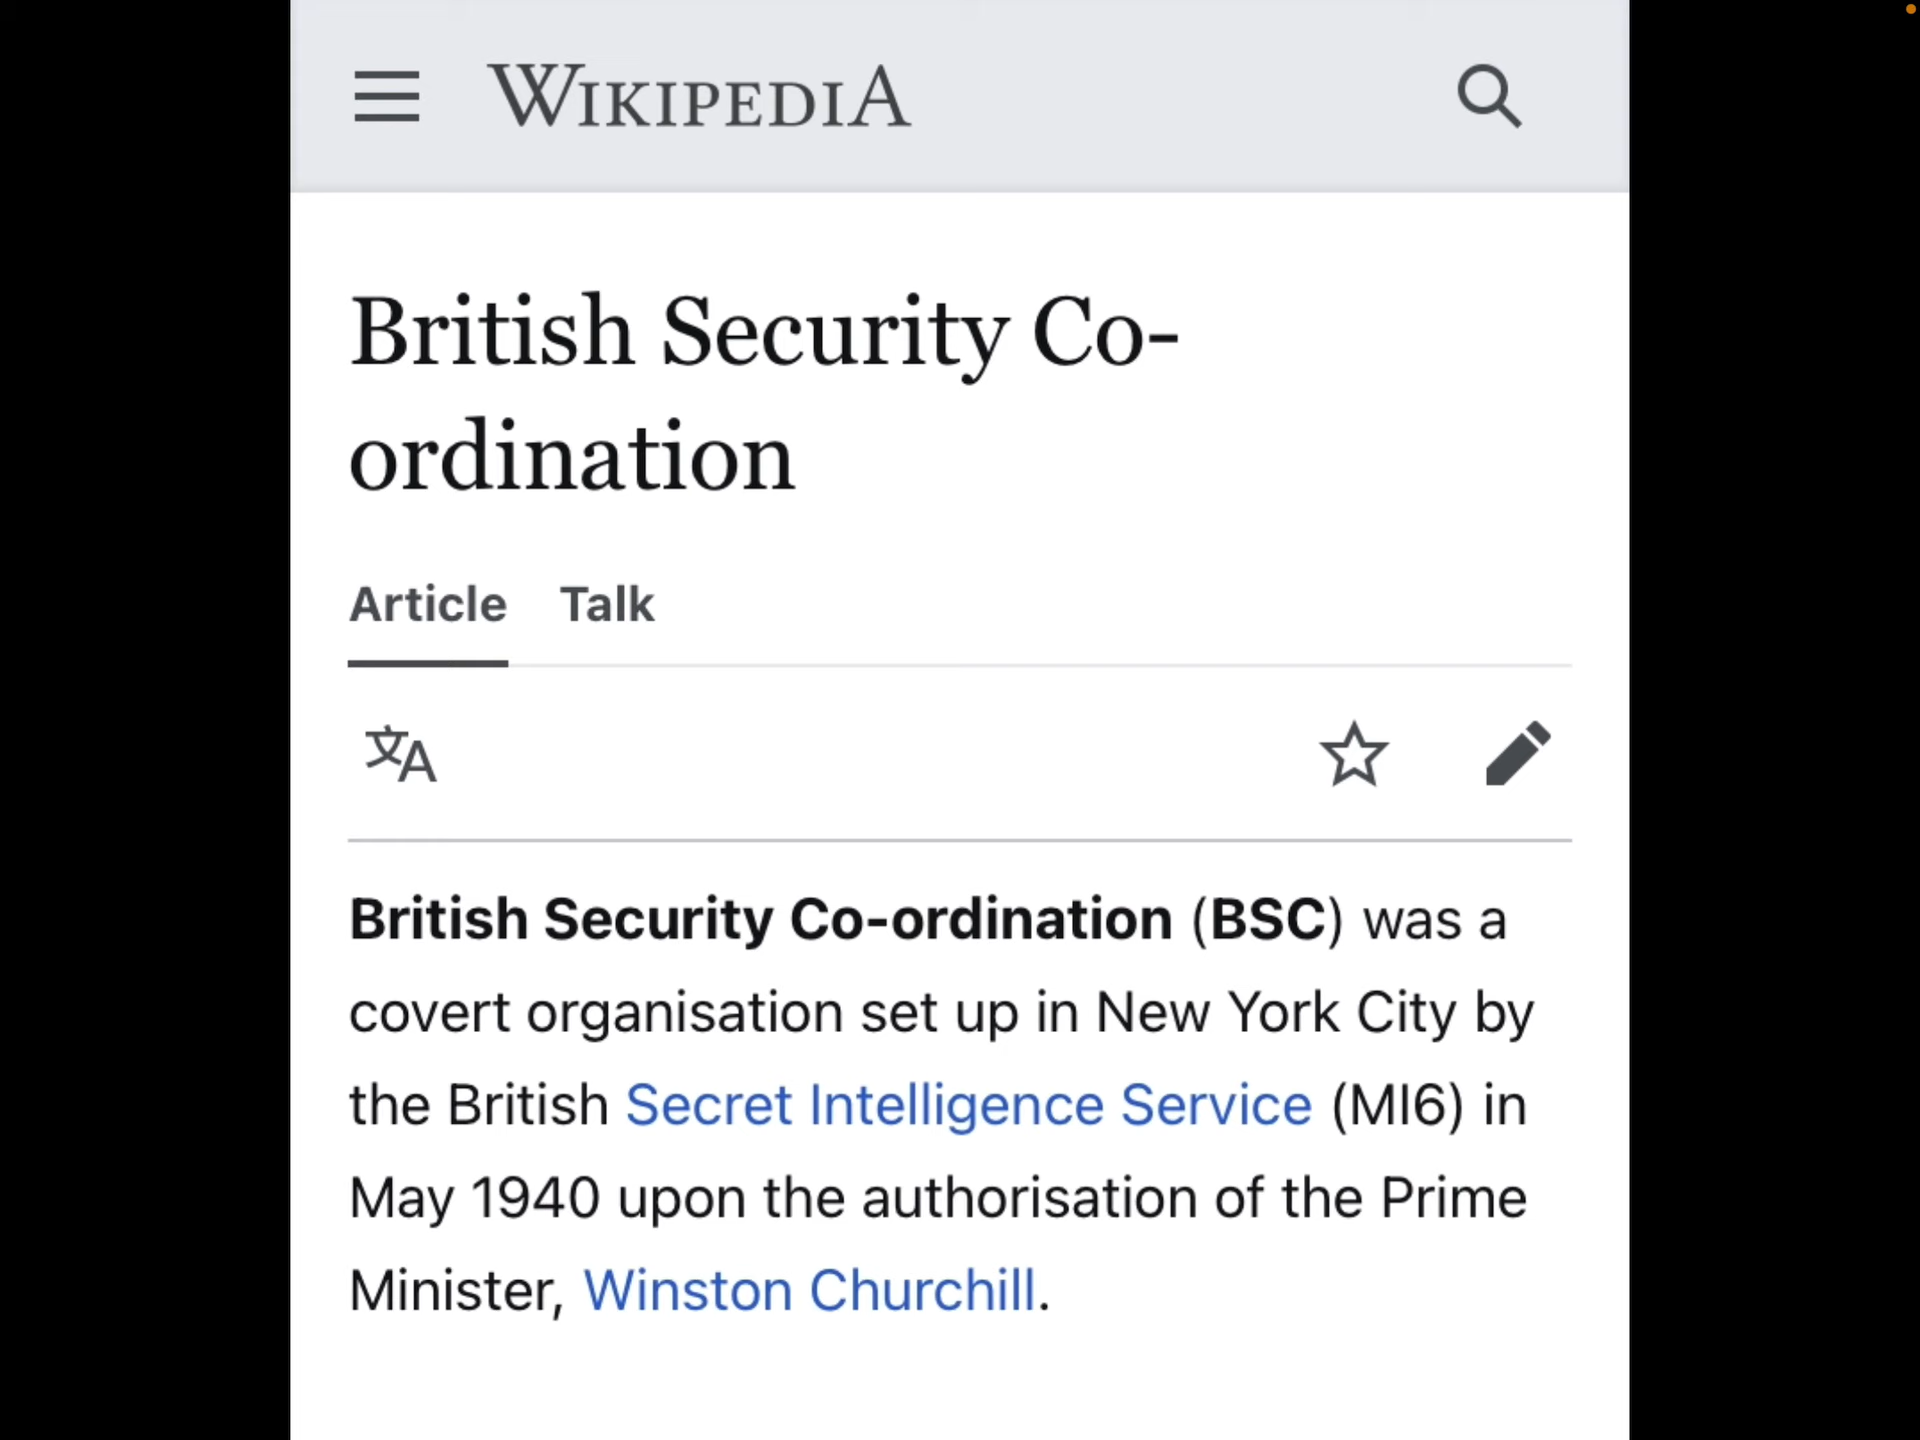 WIKIPEDIA
British Security Co-
ordination
Article Talk
文A
British Security Co-ordination (BSC) was a
covert organisation set up in New York City by
the British Secret Intelligence Service (MI6) in
May 1940 upon the authorisation of the Prime
Minister, Winston Churchill.